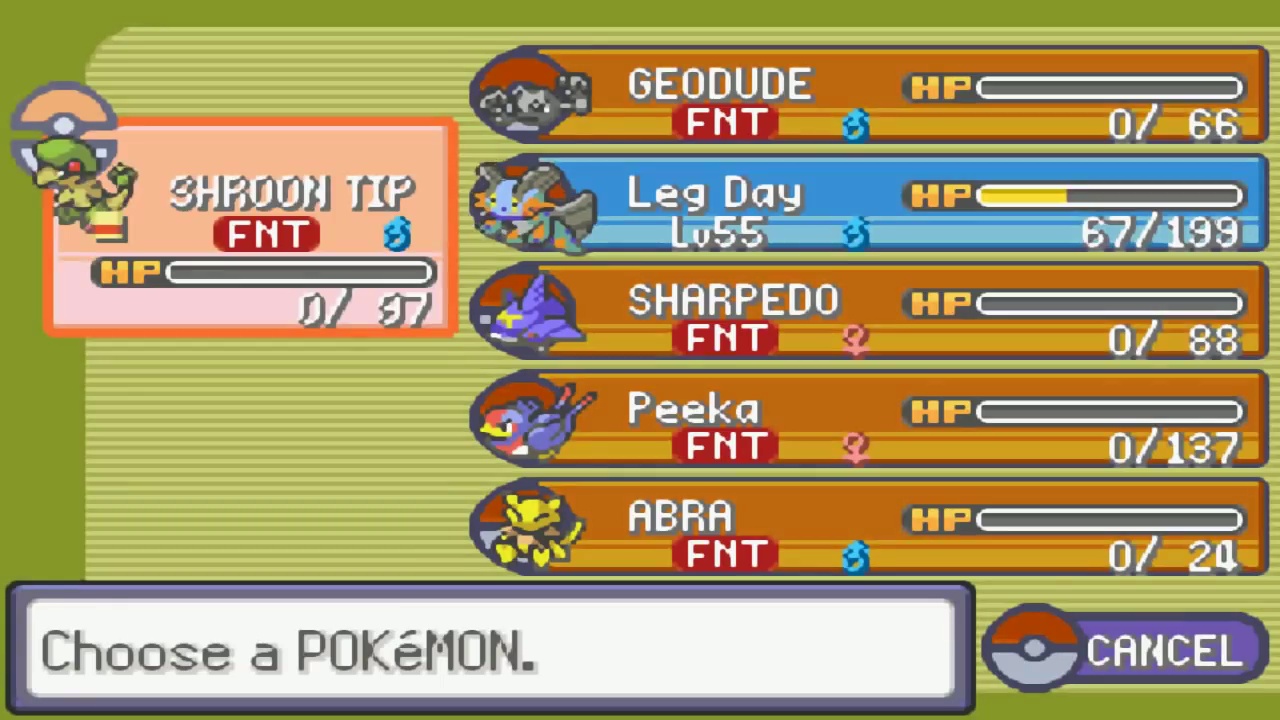 SHROON TIP
FNT ♂
HP
0/ 97
GEODUDE HP
FNT ♂ 0/ 66
Leg Day HP
Lv55 ♂ 67/199
SHARPEDO HP
FNT ♀ 0/ 88
Peeka HP
FNT ♀ 0/137
ABRA HP
FNT ♂ 0/ 24
Choose a POKéMON.
CANCEL